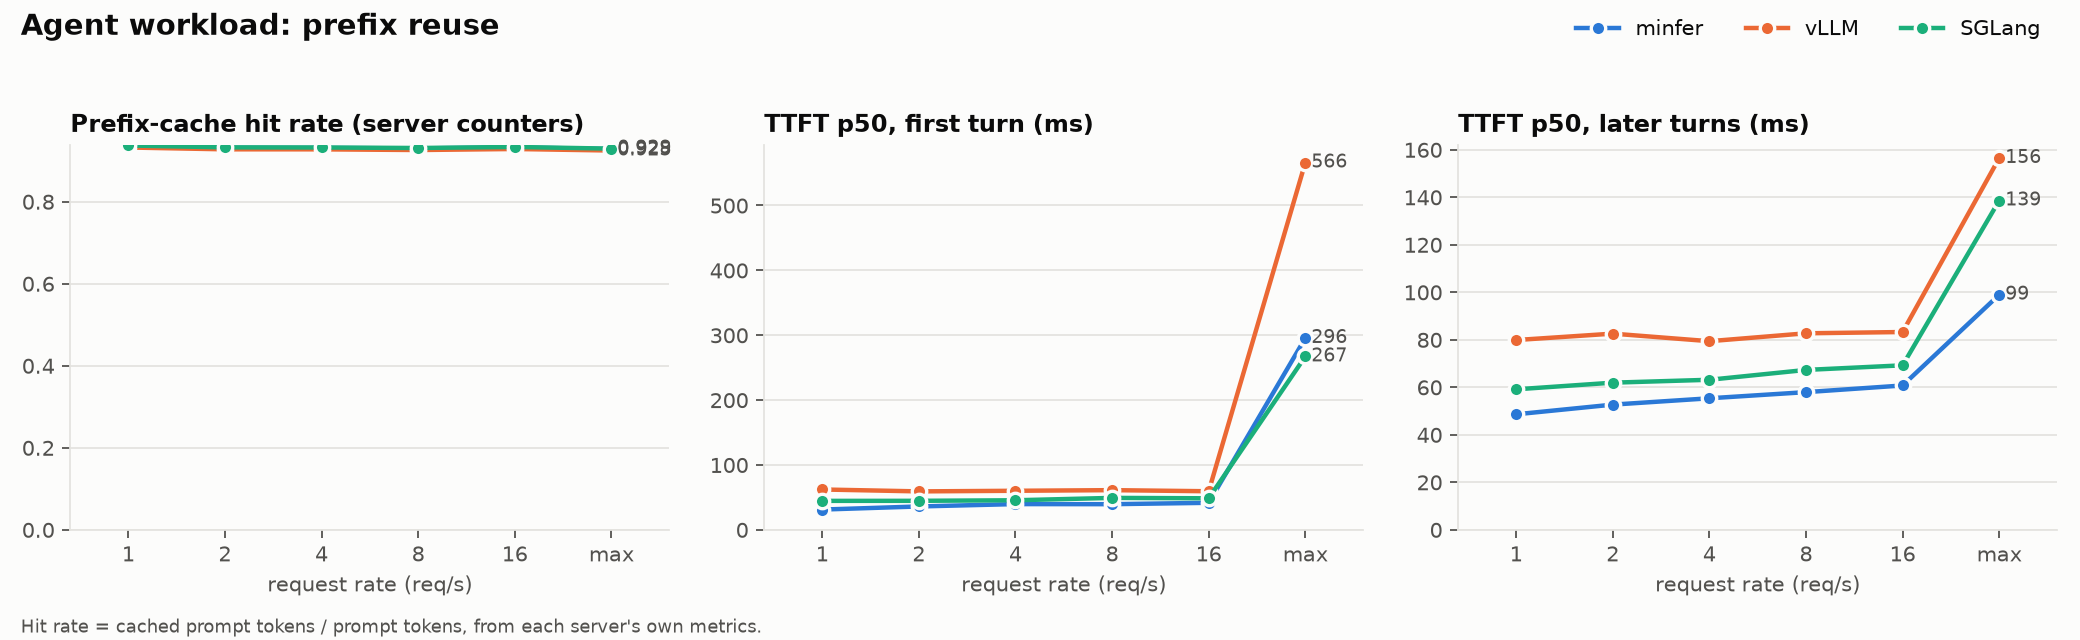 Agent workload: prefix reuse
minfer
vLLM
SGLang
Prefix-cache hit rate (server counters)
0.8
0.6
0.4
0.2
0.0
1
2
4
8
16
max
request rate (req/s)
TTFT p50, first turn (ms)
500
400
300
200
100
0
566
296
267
1
2
4
8
16
max
request rate (req/s)
TTFT p50, later turns (ms)
160
140
120
100
80
60
40
20
0
156
139
99
1
2
4
8
16
max
request rate (req/s)
Hit rate = cached prompt tokens / prompt tokens, from each server's own metrics.